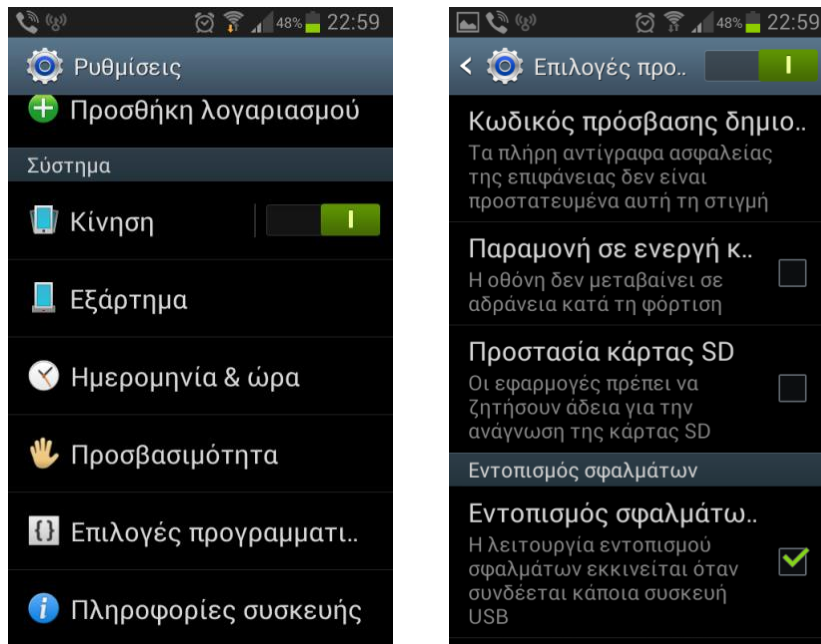 48% 22:59
Ρυθμίσεις
Προσθήκη λογαριασμού
Σύστημα
Κίνηση
Εξάρτημα
Ημερομηνία & ώρα
Προσβασιμότητα
Επιλογές προγραμματι..
Πληροφορίες συσκευής
48% 22:59
Επιλογές προ..
Κωδικός πρόσβασης δημιο..
Τα πλήρη αντίγραφα ασφαλείας
της επιφάνειας δεν είναι
προστατευμένα αυτή τη στιγμή
Παραμονή σε ενεργή κ..
Η οθόνη δεν μεταβαίνει σε
αδράνεια κατά τη φόρτιση
Προστασία κάρτας SD
Οι εφαρμογές πρέπει να
ζητήσουν άδεια για την
ανάγνωση της κάρτας SD
Εντοπισμός σφαλμάτων
Εντοπισμός σφαλμάτω..
Η λειτουργία εντοπισμού
σφαλμάτων εκκινείται όταν
συνδέεται κάποια συσκευή
USB